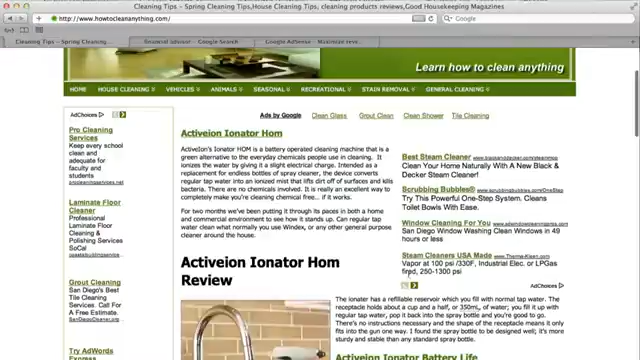 Cleaning Tips – Spring Cleaning Tips,House Cleaning Tips, cleaning products reviews,Good Housekeeping Magazines
http://www.howtocleananything.com/
Google
Cleaning Tips – Spring Cleaning...
financial advisor – Google Search
Google AdSense – Maximize reve...
Learn how to clean anything
HOME HOUSE CLEANING VEHICLES ANIMALS SEASONAL RECREATIONAL STAIN REMOVAL GENERAL CLEANING
AdChoices
Pro Cleaning
Services
Keep every school
clean and
adequate for
faculty and
students
procleaningservices.net
Laminate Floor
Cleaner
Professional
Laminate Floor
Cleaning &
Polishing Services
SoCal
Grout Cleaning
San Diego's Best
Tile Cleaning
Services. Call For
A Free Estimate.
SanDiegoCleaner.org
Try AdWords
Express
Ads by Google Clean Glass Grout Clean Clean Shower Tile Cleaning
Activeion Ionator Hom
Activeion's Ionator HOM is a battery operated cleaning machine that is a
green alternative to the everyday chemicals people use in cleaning. It
ionizes the water by giving it a slight electrical charge. Intended as a
replacement for endless bottles of spray cleaner, the device converts
regular tap water into an ionized mist that lifts dirt off of surfaces and kills
bacteria. There are no chemicals involved. It is really an excellent way to
completely make you're cleaning chemical free... if it works.
For two months we've been putting it through its paces in both a home
and commercial environment to see how it stands up. Can regular tap
water clean what normally you use Windex, or any other general purpose
cleaner around the house.
Best Steam Cleaner
Clean Your Home Naturally With A New Black &
Decker Steam Cleaner!
Scrubbing Bubbles® www.scrubbingbubbles.com/OneStep
Try This Powerful One-Step System. Cleans
Toilet Bowls With Ease.
Window Cleaning For You
San Diego Window Washing Clean Windows in 49
hours or less
Steam Cleaners USA Made www.Therma-Kleen.com
Vapor at 100 psi /330F, Industrial Elec. or LPGas
fired, 250-1300 psi
AdChoices
Activeion Ionator Hom
Review
The ionator has a refillable reservoir which you fill with normal tap water. The
receptacle holds about a cup and a half, or 350mL, of water; you fill it up
with regular tap water, pop it back into the spray bottle and you're good to go.
There's no instructions necessary and the shape of the receptacle means it only
fits into the gun one way. I found the spray bottle to be designed well; it's more
sturdy and stable than any standard spray bottle.
Activeion Ionator Battery Life